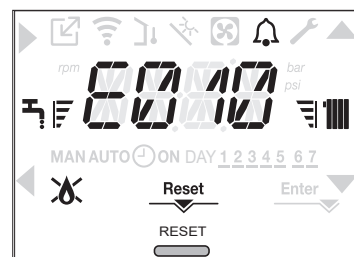 rpm
bar
psi
E010
MAN AUTO ON DAY 1 2 3 4 5 6 7
Reset
Enter
RESET